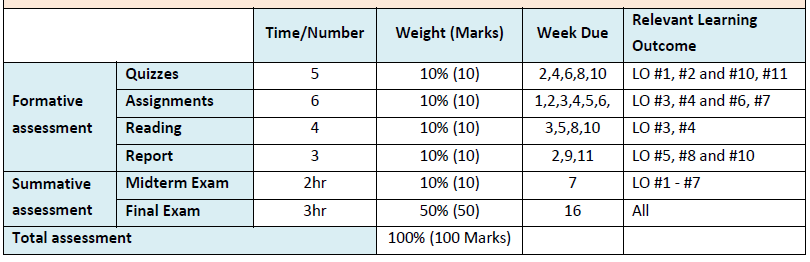 Time/Number Weight (Marks) Week Due Relevant Learning
Outcome
Formative
assessment
Quizzes 5 10% (10) 2,4,6,8,10 LO #1, #2 and #10, #11
Assignments 6 10% (10) 1,2,3,4,5,6, LO #3, #4 and #6, #7
Reading 4 10% (10) 3,5,8,10 LO #3, #4
Report 3 10% (10) 2,9,11 LO #5, #8 and #10
Summative
assessment
Midterm Exam 2hr 10% (10) 7 LO #1 - #7
Final Exam 3hr 50% (50) 16 All
Total assessment 100% (100 Marks)